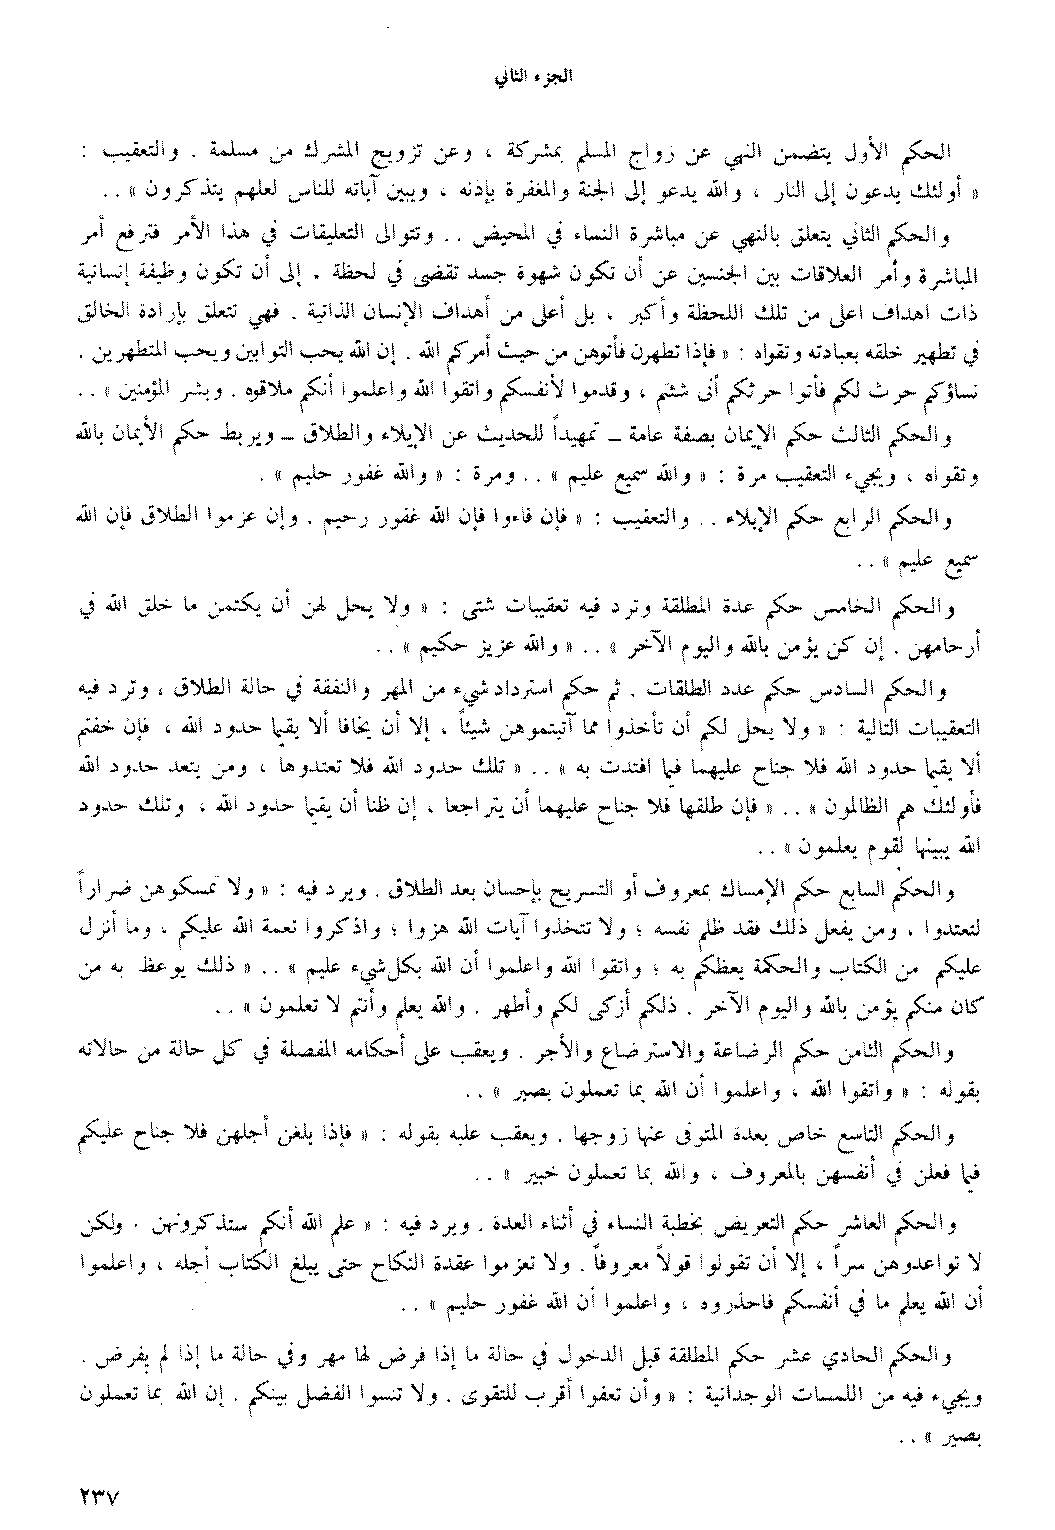 الجزء الثاني
الحكم الأول يتضمن النهي عن زواج المسلم بمشركة ، وعن تزويج المشرك من مسلمة . والتعقيب :
« أولئك يدعون إلى النار ، والله يدعو إلى الجنة والمغفرة بإذنه ، ويبين آياته للناس لعلهم يتذكرون » ..
والحكم الثاني يتعلق بالنهي عن مباشرة النساء في المحيض .. وتتوالى التعليقات في هذا الأمر فترفع أمر
المباشرة وأمر العلاقات بين الجنسين عن أن تكون شهوة جسد تقضى في لحظة . إلى أن تكون وظيفة إنسانية
ذات اهداف اعلى من تلك اللحظة وأكبر ، بل أعلى من أهداف الإنسان الذاتية . فهي تتعلق بإرادة الخالق
في تطهير خلقه بعبادته وتقواه : « فإذا تطهرن فأتوهن من حيث أمركم الله . إن الله يحب التوابين ويحب المتطهرين .
نساؤكم حرث لكم فأتوا حرثكم أنى شئتم ، وقدموا لأنفسكم واتقوا الله واعلموا أنكم ملاقوه . وبشر المؤمنين » ..
والحكم الثالث حكم الإيمان بصفة عامة – تمهيداً للحديث عن الإيلاء والطلاق – ويربط حكم الأيمان بالله
وتقواه ، ويجيء التعقيب مرة : « والله سميع عليم » .. ومرة : « والله غفور حليم » .
والحكم الرابع حكم الإيلاء .. والتعقيب : « فإن فاءوا فإن الله غفور رحيم . وإن عزموا الطلاق فإن الله
سميع عليم » ..
والحكم الخامس حكم عدة المطلقة وترد فيه تعقيبات شتى : « ولا يحل لهن أن يكتمن ما خلق الله في
أرحامهن . إن كن يؤمن بالله واليوم الآخر » .. « والله عزيز حكيم » ..
والحكم السادس حكم عدد الطلقات . ثم حكم استرداد شيء من المهر والنفقة في حالة الطلاق ، وترد فيه
التعقيبات التالية : « ولا يحل لكم أن تأخذوا مما آتيتموهن شيئاً ، إلا أن يخافا ألا يقيما حدود الله ، فإن خفتم
ألا يقيما حدود الله فلا جناح عليهما فيما افتدت به » .. « تلك حدود الله فلا تعتدوها ، ومن يتعد حدود الله
فأولئك هم الظالمون » .. « فإن طلقها فلا جناح عليهما أن يتراجعا ، إن ظنا أن يقيما حدود الله ، وتلك حدود
الله يبينها لقوم يعلمون » ..
والحكم السابع حكم الإمساك بمعروف أو التسريح بإحسان بعد الطلاق . ويرد فيه : « ولا تمسكوهن ضراراً
لتعتدوا ، ومن يفعل ذلك فقد ظلم نفسه ؛ ولا تتخذوا آيات الله هزوا ؛ واذكروا نعمة الله عليكم ، وما أنزل
عليكم من الكتاب والحكمة يعظكم به ؛ واتقوا الله واعلموا أن الله بكل شيء عليم » .. « ذلك يوعظ به من
كان منكم يؤمن بالله واليوم الآخر . ذلكم أزكى لكم وأطهر . والله يعلم وأنتم لا تعلمون » ..
والحكم الثامن حكم الرضاعة والاسترضاع والأجر . ويعقب على أحكامه المفصلة في كل حالة من حالاته
بقوله : « واتقوا الله ، واعلموا أن الله بما تعملون بصير » ..
والحكم التاسع خاص بعدة المتوفى عنها زوجها . ويعقب عليه بقوله : « فإذا بلغن أجلهن فلا جناح عليكم
فيما فعلن في أنفسهن بالمعروف ، والله بما تعملون خبير » ..
والحكم العاشر حكم التعريض بخطبة النساء في أثناء العدة . ويرد فيه : « علم الله أنكم ستذكرونهن . ولكن
لا تواعدوهن سراً ، إلا أن تقولوا قولاً معروفاً . ولا تعزموا عقدة النكاح حتى يبلغ الكتاب أجله ، واعلموا
أن الله يعلم ما في أنفسكم فاحذروه ، واعلموا أن الله غفور حليم » ..
والحكم الحادي عشر حكم المطلقة قبل الدخول في حالة ما إذا فرض لها مهر وفي حالة ما إذا لم يفرض .
ويجيء فيه من اللمسات الوجدانية : « وأن تعفوا أقرب للتقوى . ولا تنسوا الفضل بينكم . إن الله بما تعملون
بصير » ..
٢٣٧